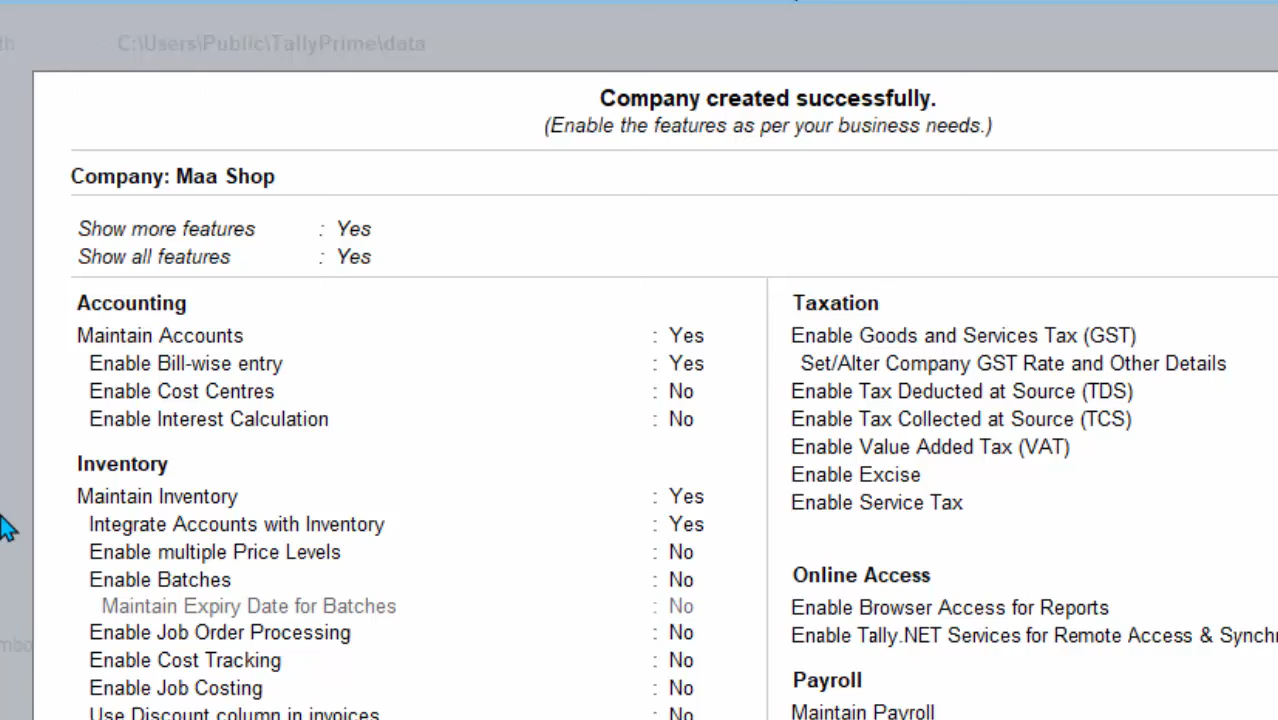 C:\Users\Public\TallyPrime\data
Company created successfully.
(Enable the features as per your business needs.)
Company: Maa Shop
Show more features : Yes
Show all features : Yes
Accounting
Maintain Accounts : Yes
Enable Bill-wise entry : Yes
Enable Cost Centres : No
Enable Interest Calculation : No
Inventory
Maintain Inventory : Yes
Integrate Accounts with Inventory : Yes
Enable multiple Price Levels : No
Enable Batches : No
Maintain Expiry Date for Batches : No
Enable Job Order Processing : No
Enable Cost Tracking : No
Enable Job Costing : No
Use Discount column in invoices : No
Taxation
Enable Goods and Services Tax (GST)
Set/Alter Company GST Rate and Other Details
Enable Tax Deducted at Source (TDS)
Enable Tax Collected at Source (TCS)
Enable Value Added Tax (VAT)
Enable Excise
Enable Service Tax
Online Access
Enable Browser Access for Reports
Enable Tally.NET Services for Remote Access &
Payroll
Maintain Payroll